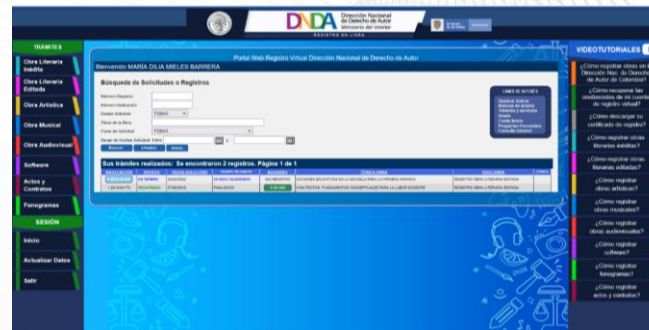 DNDA
Dirección Nacional
de Derecho de Autor
Ministerio del Interior
REGISTRO EN LINEA
TRÁMITES
Obra Literaria
Inédita
Obra Literaria
Editada
Obra Artística
Obra Musical
Obra Audiovisual
Software
Actos y
Contratos
Fonogramas
SESIÓN
Inicio
Actualizar Datos
Salir
Portal Web Registro Virtual Dirección Nacional de Derecho de Autor
Bienvenido MARÍA DILIA MIELES BARRERA
Búsqueda de Solicitudes o Registros
Número Registro
Número Radicación
Estado Solicitud
TODAS
Título de la Obra
Clase de Solicitud
TODAS
Rango de Fechas Solicitud
Buscar
Limpiar
Sus trámites realizados: Se encontraron 2 registros. Página 1 de 1
VIDEOTUTORIALES
¿Cómo registrar obras en la
Dirección Nac. de Derecho
de Autor de Colombia?
¿Cómo recuperar las
credenciales de mi cuenta
de registro virtual?
¿Cómo descargar su
certificado de registro?
¿Cómo registrar obras
literarias inéditas?
¿Cómo registrar obras
literarias editadas?
¿Cómo registrar
obras artísticas?
¿Cómo registrar
obras musicales?
¿Cómo registrar
obras audiovisuales?
¿Cómo registrar
software?
¿Cómo registrar
fonogramas?
¿Cómo registrar
actos y contratos?